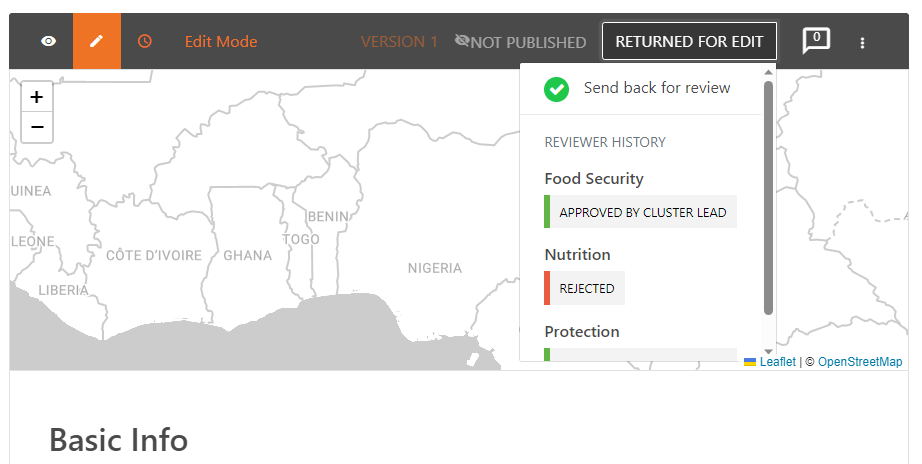 Edit Mode
VERSION 1
NOT PUBLISHED
RETURNED FOR EDIT
0
+
−
Send back for review
REVIEWER HISTORY
Food Security
APPROVED BY CLUSTER LEAD
Nutrition
REJECTED
Protection
UINEA
LEONE
LIBERIA
CÔTE D'IVOIRE
GHANA
TOGO
BENIN
NIGERIA
Leaflet | © OpenStreetMap
Basic Info